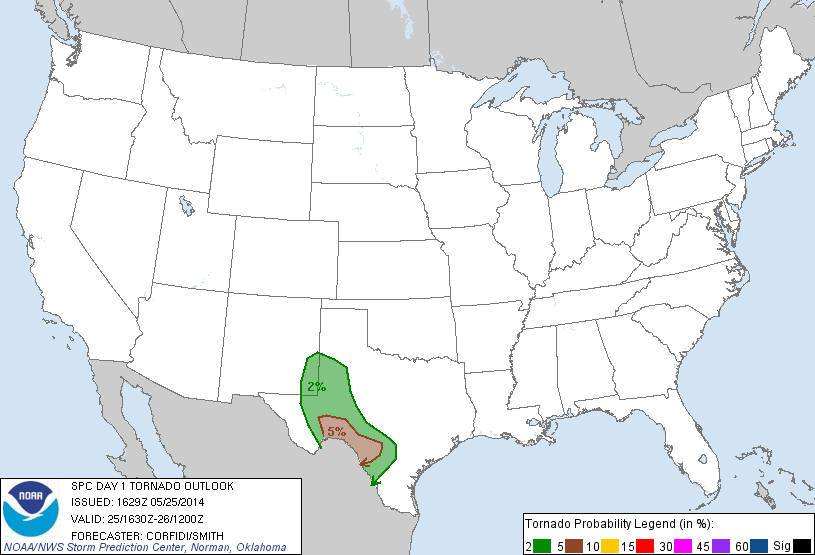 2%
5%
NOAA
SPC DAY 1 TORNADO OUTLOOK
ISSUED: 1629Z 05/25/2014
VALID: 25/1630Z-26/1200Z
FORECASTER: CORFIDI/SMITH
NOAA/NWS Storm Prediction Center, Norman, Oklahoma
Tornado Probability Legend (in %):
2 5 10 15 30 45 60 Sig